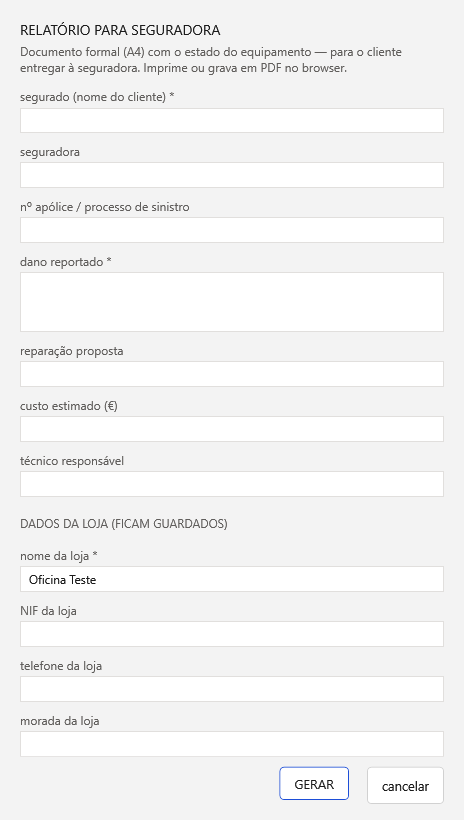 RELATÓRIO PARA SEGURADORA
Documento formal (A4) com o estado do equipamento — para o cliente
entregar à seguradora. Imprime ou grava em PDF no browser.
segurado (nome do cliente) *
seguradora
nº apólice / processo de sinistro
dano reportado *
reparação proposta
custo estimado (€)
técnico responsável
DADOS DA LOJA (FICAM GUARDADOS)
nome da loja *
Oficina Teste
NIF da loja
telefone da loja
morada da loja
GERAR cancelar